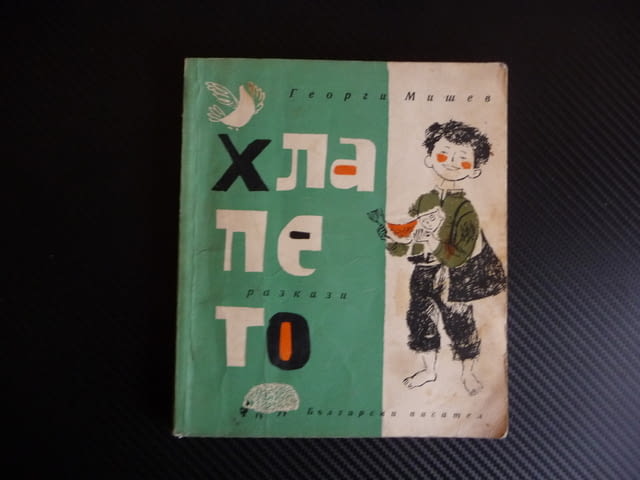 Георги Мишев
хла
пе
разкази
то
Български писател